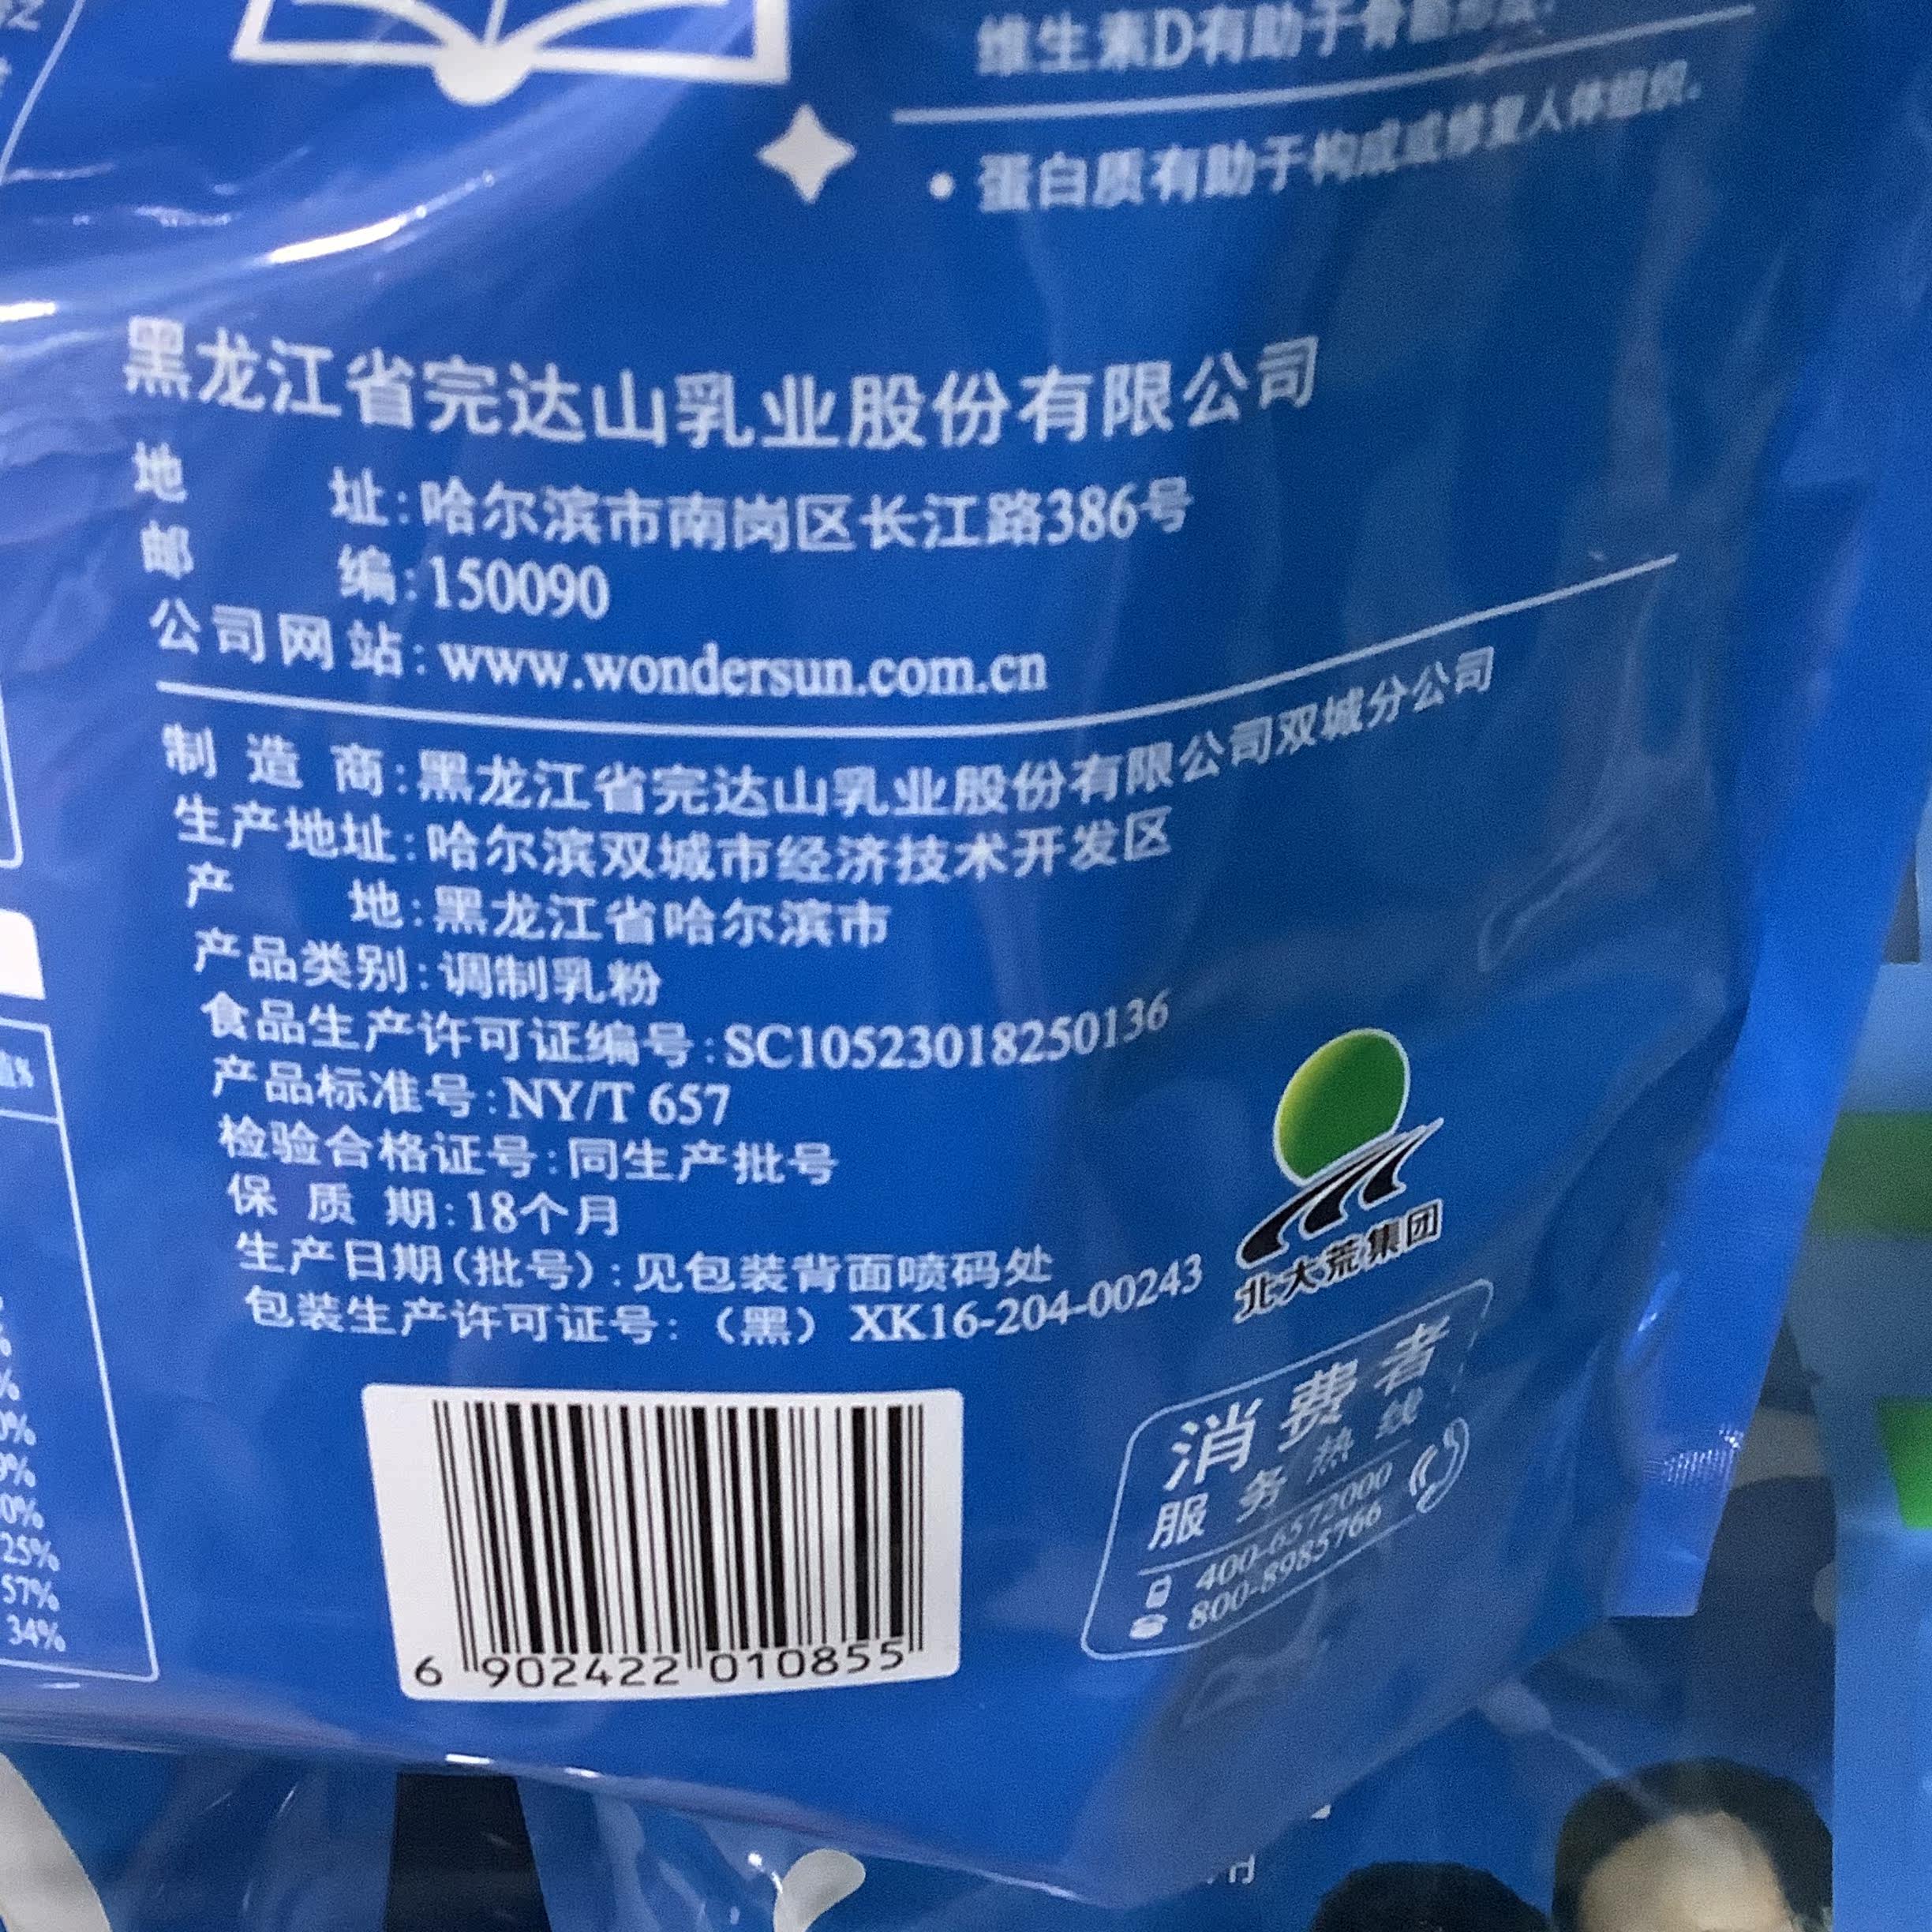 维生素D有助于骨骼形成。
• 蛋白质有助于构成或修复人体组织。
黑龙江省完达山乳业股份有限公司
地 址:哈尔滨市南岗区长江路386号
邮 编:150090
公司网站:www.wondersun.com.cn
制 造 商:黑龙江省完达山乳业股份有限公司双城分公司
生产地址:哈尔滨双城市经济技术开发区
产 地:黑龙江省哈尔滨市
产品类别:调制乳粉
食品生产许可证编号:SC10523018250136
产品标准号:NY/T 657
检验合格证号:同生产批号
保 质 期:18个月
生产日期(批号):见包装背面喷码处
包装生产许可证号:（黑）XK16-204-00243
北大荒集团
消费者
服务热线
400-6572000
800-8985766
6 902422 010855
25%
57%
34%